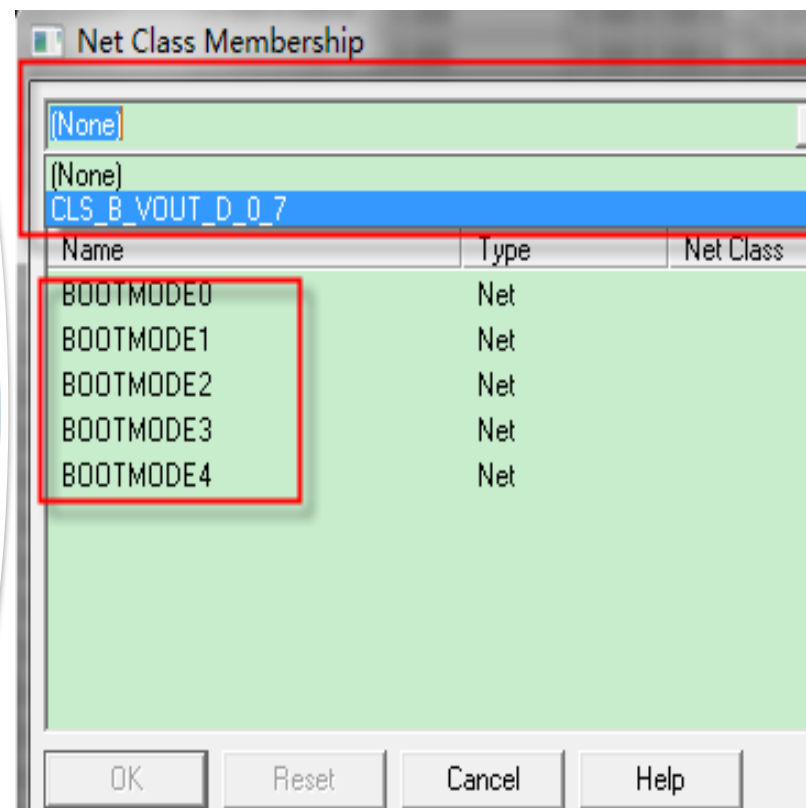 Net Class Membership
(None)
(None)
CLS_B_VOUT_D_0_7
Name Type Net Class
BOOTMODE0 Net
BOOTMODE1 Net
BOOTMODE2 Net
BOOTMODE3 Net
BOOTMODE4 Net
OK Reset Cancel Help